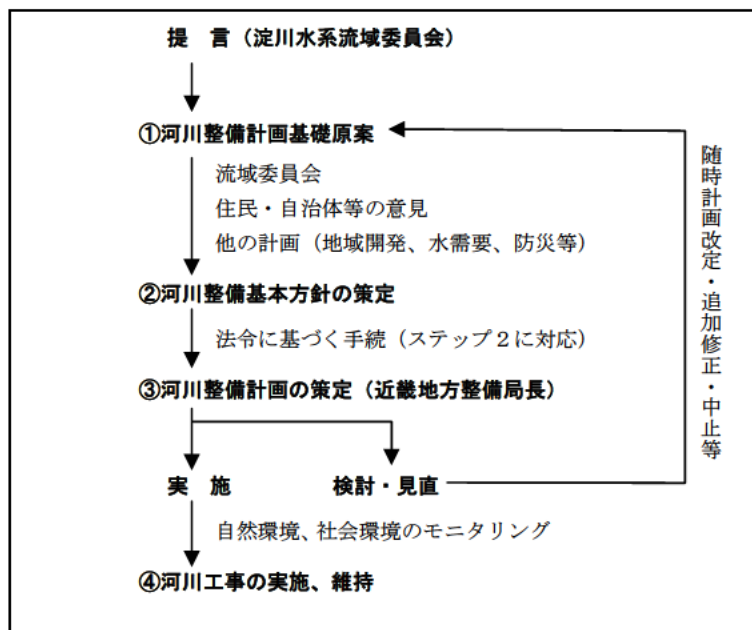 提　言（淀川水系流域委員会）
①河川整備計画基礎原案
流域委員会
住民・自治体等の意見
他の計画（地域開発、水需要、防災等）
②河川整備基本方針の策定
法令に基づく手続（ステップ２に対応）
③河川整備計画の策定（近畿地方整備局長）
実　施　検討・見直
自然環境、社会環境のモニタリング
④河川工事の実施、維持
随時計画改定・追加修正・中止等